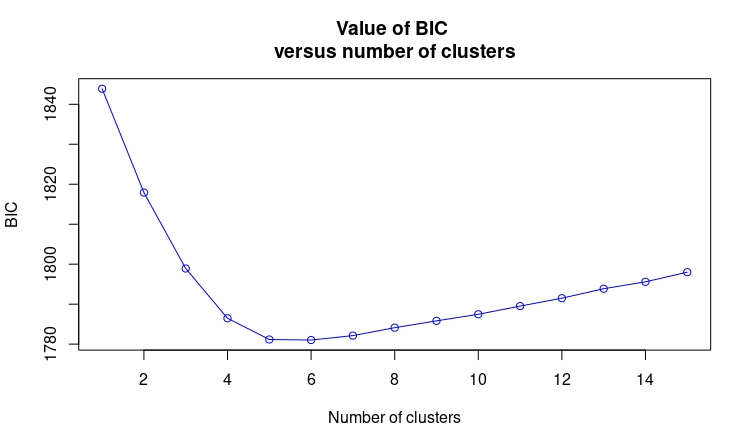 Value of BIC
versus number of clusters
BIC
1840
1820
1800
1780
2 4 6 8 10 12 14
Number of clusters